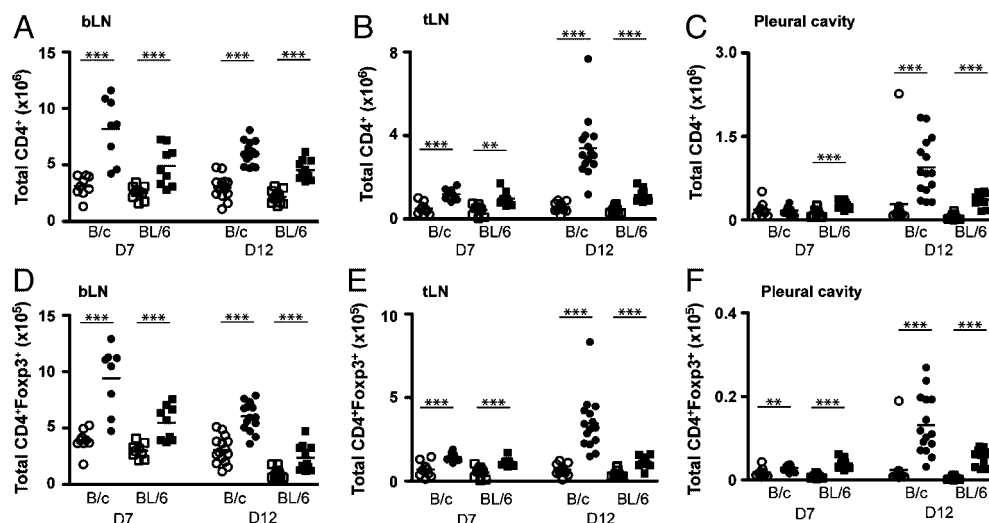 A bLN
Total CD4⁺ (x10⁶)
15
10
5
0
*** *** *** ***
B/c BL/6 B/c BL/6
D7 D12
B tLN
Total CD4⁺ (x10⁶)
8
4
2
0
*** ** *** ***
B/c BL/6 B/c BL/6
D7 D12
C Pleural cavity
Total CD4⁺ (x10⁶)
3.0
1.5
0.0
*** *** ***
B/c BL/6 B/c BL/6
D7 D12
D bLN
Total CD4⁺Foxp3⁺ (x10⁵)
15
10
5
0
*** *** *** ***
B/c BL/6 B/c BL/6
D7 D12
E tLN
Total CD4⁺Foxp3⁺ (x10⁵)
10
5
2
0
*** *** *** ***
B/c BL/6 B/c BL/6
D7 D12
F Pleural cavity
Total CD4⁺Foxp3⁺ (x10⁵)
0.4
0.2
0.0
** *** *** ***
B/c BL/6 B/c BL/6
D7 D12